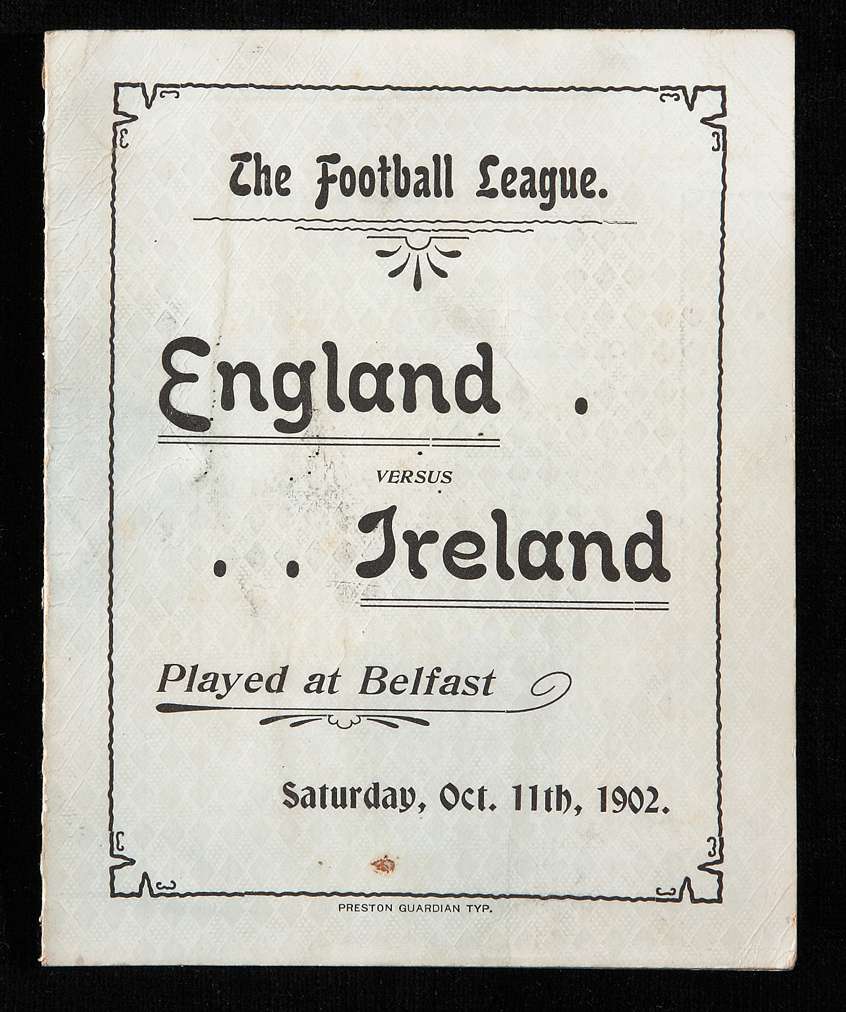 The Football League.
England .
VERSUS
. . Ireland
Played at Belfast
Saturday, Oct. 11th, 1902.
PRESTON GUARDIAN TYP.